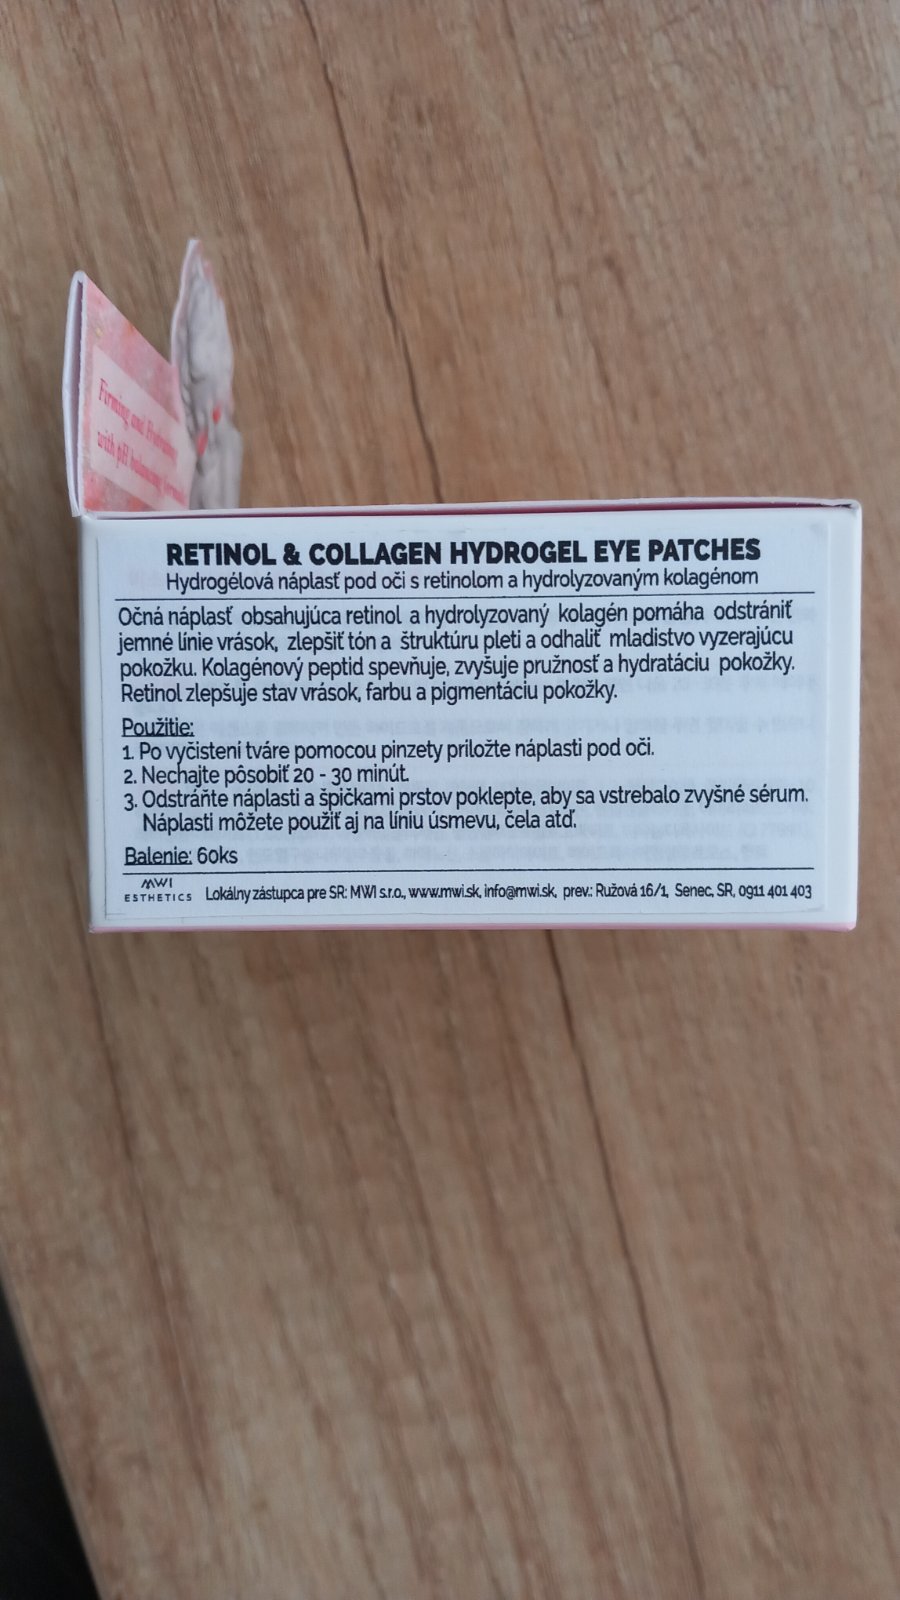 Firming and
with pH balancing
RETINOL & COLLAGEN HYDROGEL EYE PATCHES
Hydrogélová náplasť pod oči s retinolom a hydrolyzovaným kolagénom
Očná náplasť obsahujúca retinol a hydrolyzovaný kolagén pomáha odstrániť
jemné línie vrások, zlepšiť tón a štruktúru pleti a odhaliť mladistvo vyzerajúcu
pokožku. Kolagénový peptid spevňuje, zvyšuje pružnosť a hydratáciu pokožky.
Retinol zlepšuje stav vrások, farbu a pigmentáciu pokožky.
Použitie:
1. Po vyčistení tváre pomocou pinzety priložte náplasti pod oči.
2. Nechajte pôsobiť 20 - 30 minút.
3. Odstráňte náplasti a špičkami prstov poklepte, aby sa vstrebalo zvyšné sérum.
Náplasti môžete použiť aj na líniu úsmevu, čela atď.
Balenie: 60ks
MWI
ESTHETICS
Lokálny zástupca pre SR: MWI s.r.o., www.mwi.sk, info@mwi.sk, prev.: Ružová 16/1, Senec, SR, 0911 401 403